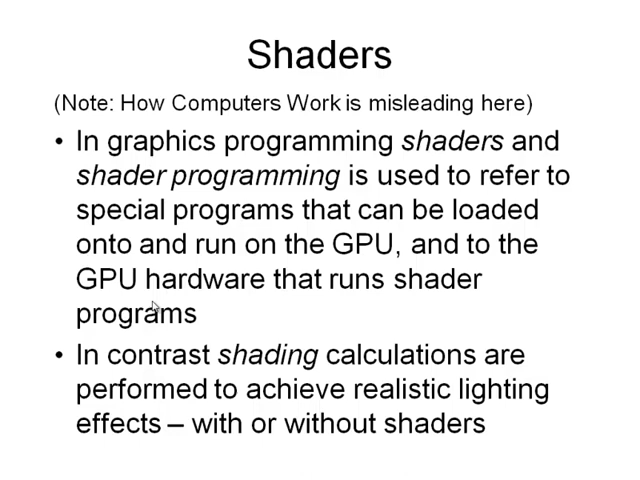 Shaders
(Note: How Computers Work is misleading here)
• In graphics programming shaders and
shader programming is used to refer to
special programs that can be loaded
onto and run on the GPU, and to the
GPU hardware that runs shader
programs
• In contrast shading calculations are
performed to achieve realistic lighting
effects – with or without shaders